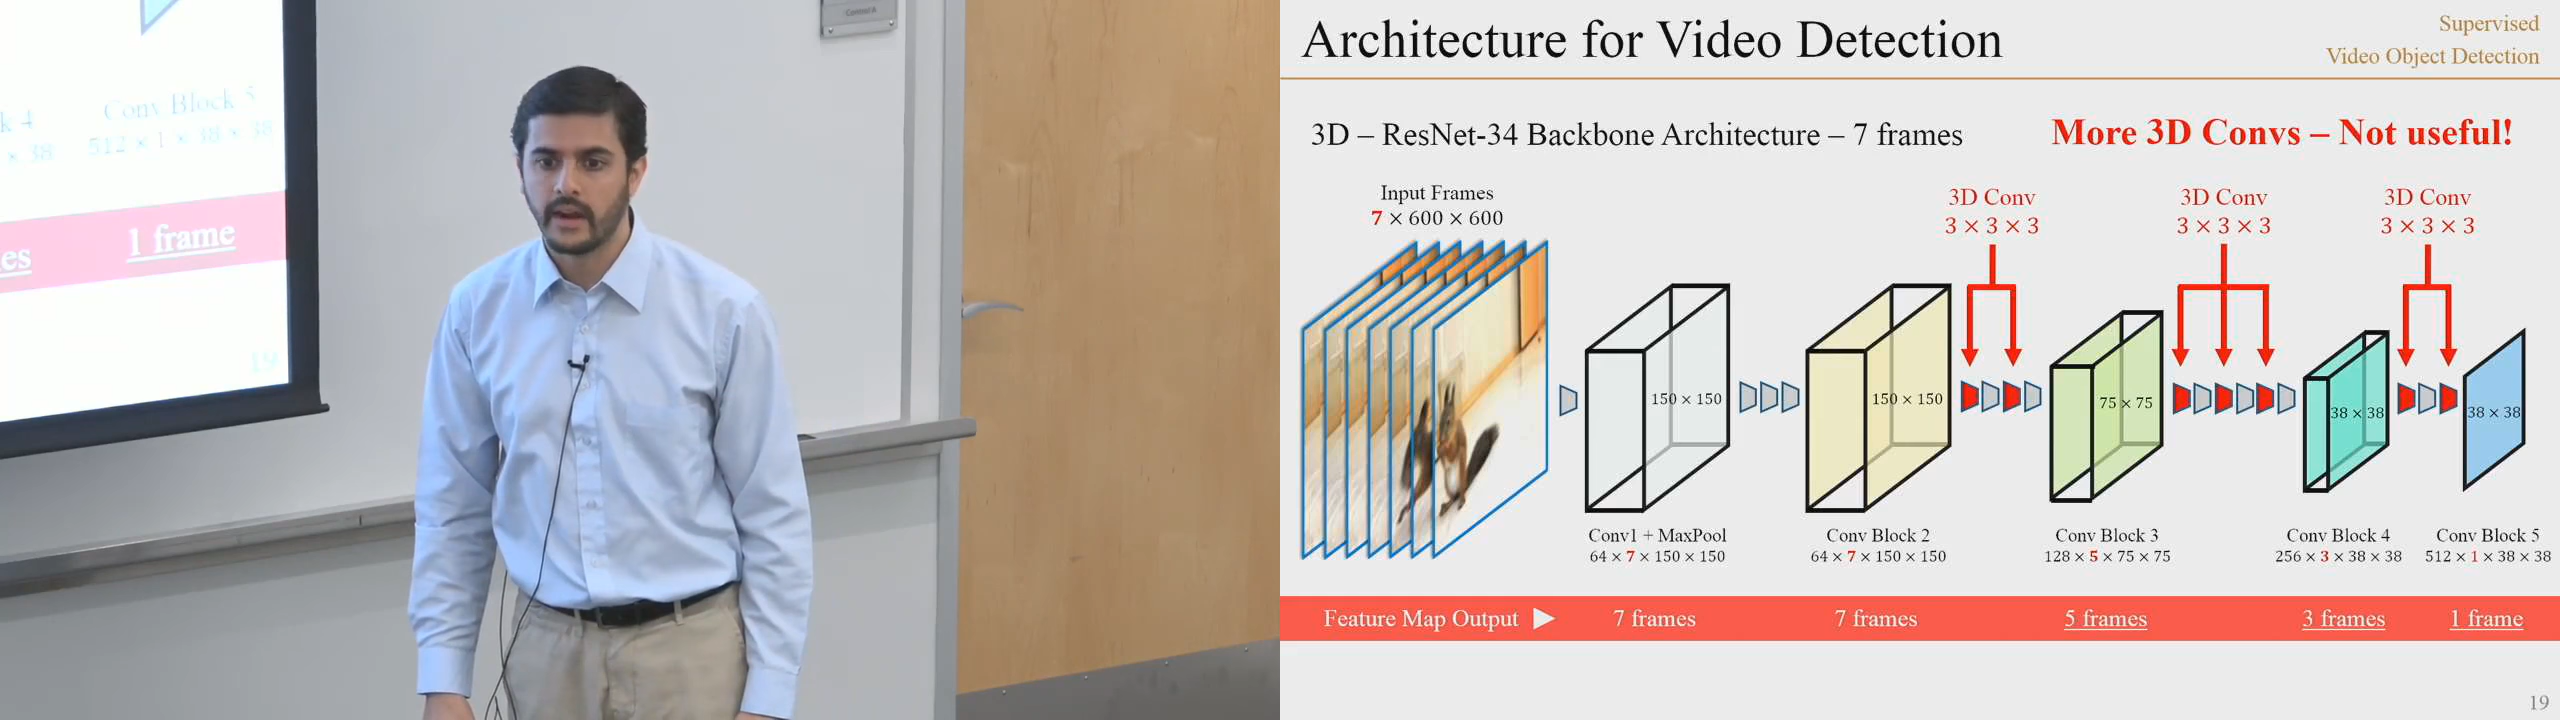 Control A
k 4
Conv Block 5
× 38
512 × 1 × 38 × 38
es
1 frame
19
Architecture for Video Detection
Supervised
Video Object Detection
3D – ResNet-34 Backbone Architecture – 7 frames
More 3D Convs – Not useful!
Input Frames
7 × 600 × 600
3D Conv
3 × 3 × 3
3D Conv
3 × 3 × 3
3D Conv
3 × 3 × 3
150 × 150
150 × 150
75 × 75
38 × 38
38 × 38
Conv1 + MaxPool
64 × 7 × 150 × 150
Conv Block 2
64 × 7 × 150 × 150
Conv Block 3
128 × 5 × 75 × 75
Conv Block 4
256 × 3 × 38 × 38
Conv Block 5
512 × 1 × 38 × 38
Feature Map Output
7 frames
7 frames
5 frames
3 frames
1 frame
19